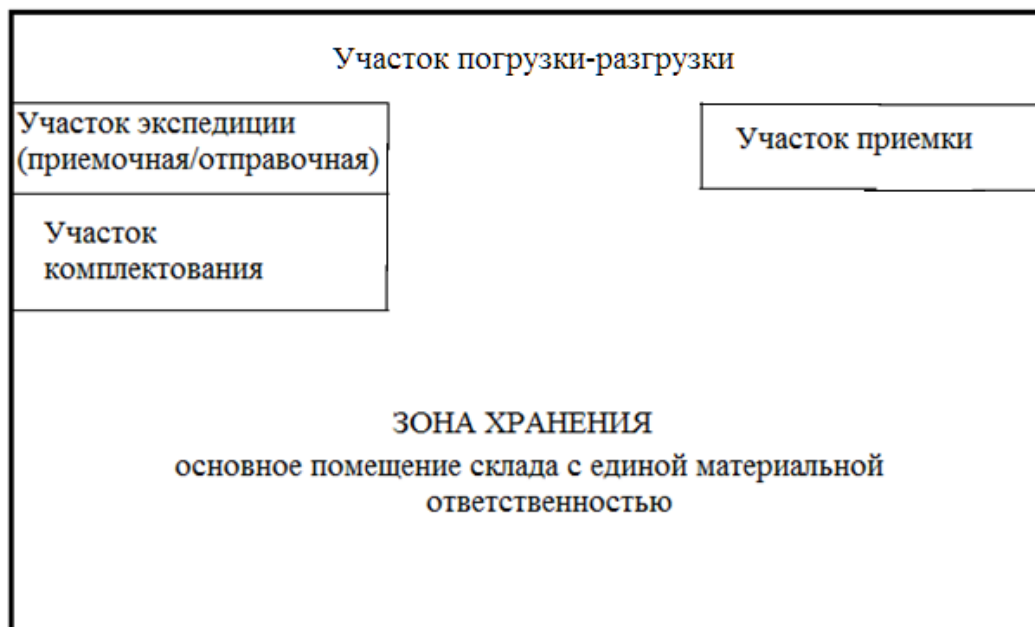 Участок погрузки-разгрузки
Участок экспедиции
(приемочная/отправочная)
Участок приемки
Участок
комплектования
ЗОНА ХРАНЕНИЯ
основное помещение склада с единой материальной
ответственностью